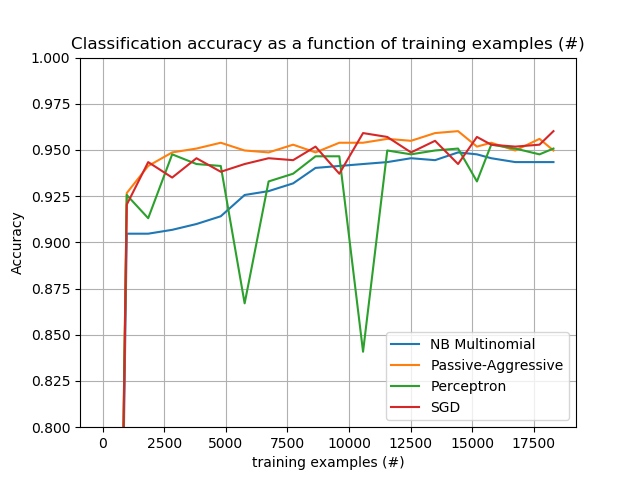 Classification accuracy as a function of training examples (#)
1.000
0.975
0.950
0.925
0.900
0.875
0.850
0.825
0.800
Accuracy
NB Multinomial
Passive-Aggressive
Perceptron
SGD
0 2500 5000 7500 10000 12500 15000 17500
training examples (#)